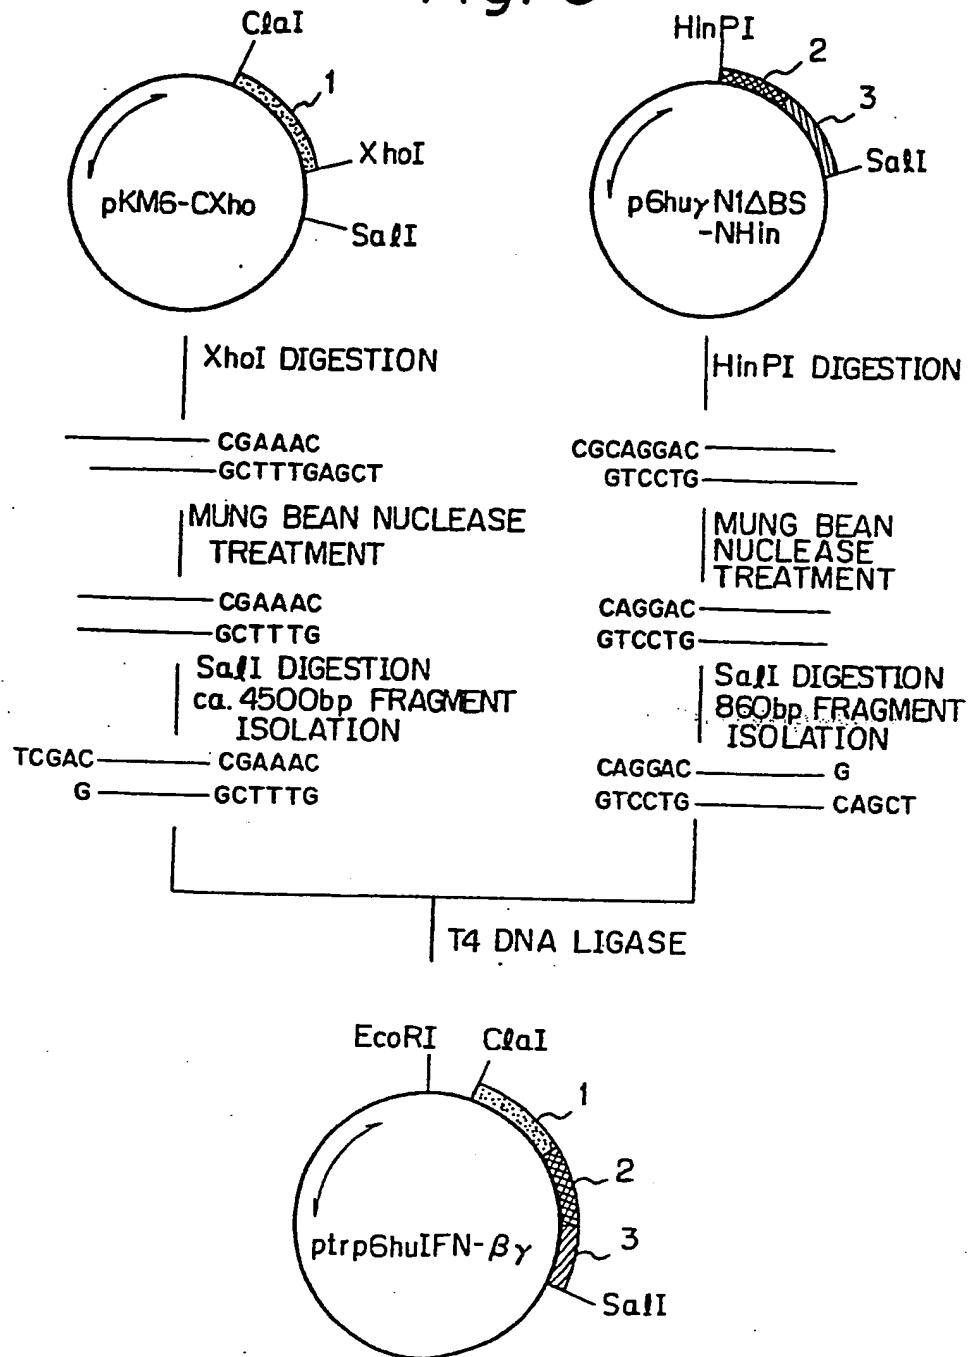 ClaI
1
XhoI
SalI
pKM6-CXho
HinPI
2
3
SalI
p6huγN1ΔBS
-NHin
XhoI DIGESTION
HinPI DIGESTION
CGAAAC
GCTTTGAGCT
CGCAGGAC
GTCCTG
MUNG BEAN NUCLEASE
TREATMENT
MUNG BEAN
NUCLEASE
TREATMENT
CGAAAC
GCTTTG
CAGGAC
GTCCTG
SalI DIGESTION
ca. 4500bp FRAGMENT
ISOLATION
SalI DIGESTION
860bp FRAGMENT
ISOLATION
TCGAC CGAAAC
G GCTTTG
CAGGAC G
GTCCTG CAGCT
T4 DNA LIGASE
EcoRI
ClaI
1
2
3
SalI
ptrp6huIFN-βγ